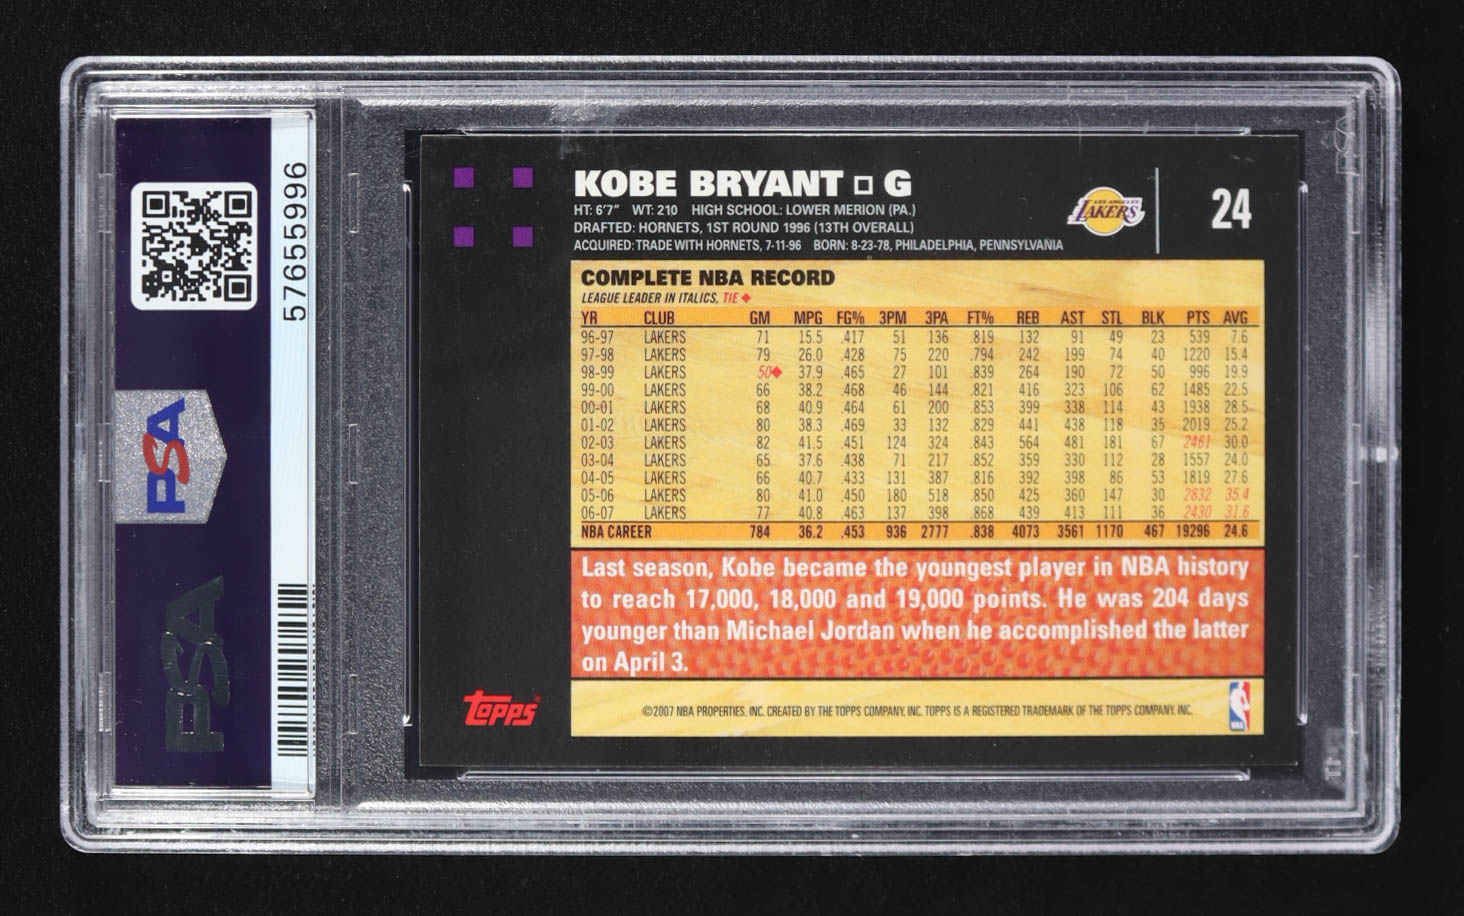 57655996
PSA
PSA
KOBE BRYANT G
HT: 6'7" WT: 210 HIGH SCHOOL: LOWER MERION (PA.)
DRAFTED: HORNETS, 1ST ROUND 1996 (13TH OVERALL)
ACQUIRED: TRADE WITH HORNETS, 7-11-96 BORN: 8-23-78, PHILADELPHIA, PENNSYLVANIA
LOS ANGELES
LAKERS
24
COMPLETE NBA RECORD
LEAGUE LEADER IN ITALICS, TIE ◆
YR CLUB GM MPG FG% 3PM 3PA FT% REB AST STL BLK PTS AVG
96-97 LAKERS 71 15.5 .417 51 136 .819 132 91 49 23 539 7.6
97-98 LAKERS 79 26.0 .428 75 220 .794 242 199 74 40 1220 15.4
98-99 LAKERS 50◆ 37.9 .465 27 101 .839 264 190 72 50 996 19.9
99-00 LAKERS 66 38.2 .468 46 144 .821 416 323 106 62 1485 22.5
00-01 LAKERS 68 40.9 .464 61 200 .853 399 338 114 43 1938 28.5
01-02 LAKERS 80 38.3 .469 33 132 .829 441 438 118 35 2019 25.2
02-03 LAKERS 82 41.5 .451 124 324 .843 564 481 181 67 2461 30.0
03-04 LAKERS 65 37.6 .438 71 217 .852 359 330 112 28 1557 24.0
04-05 LAKERS 66 40.7 .433 131 387 .816 392 398 86 53 1819 27.6
05-06 LAKERS 80 41.0 .450 180 518 .850 425 360 147 30 2832 35.4
06-07 LAKERS 77 40.8 .463 137 398 .868 439 413 111 36 2430 31.6
NBA CAREER 784 36.2 .453 936 2777 .838 4073 3561 1170 467 19296 24.6
Last season, Kobe became the youngest player in NBA history
to reach 17,000, 18,000 and 19,000 points. He was 204 days
younger than Michael Jordan when he accomplished the latter
on April 3.
Topps
©2007 NBA PROPERTIES, INC. CREATED BY THE TOPPS COMPANY, INC. TOPPS IS A REGISTERED TRADEMARK OF THE TOPPS COMPANY, INC.
NBA